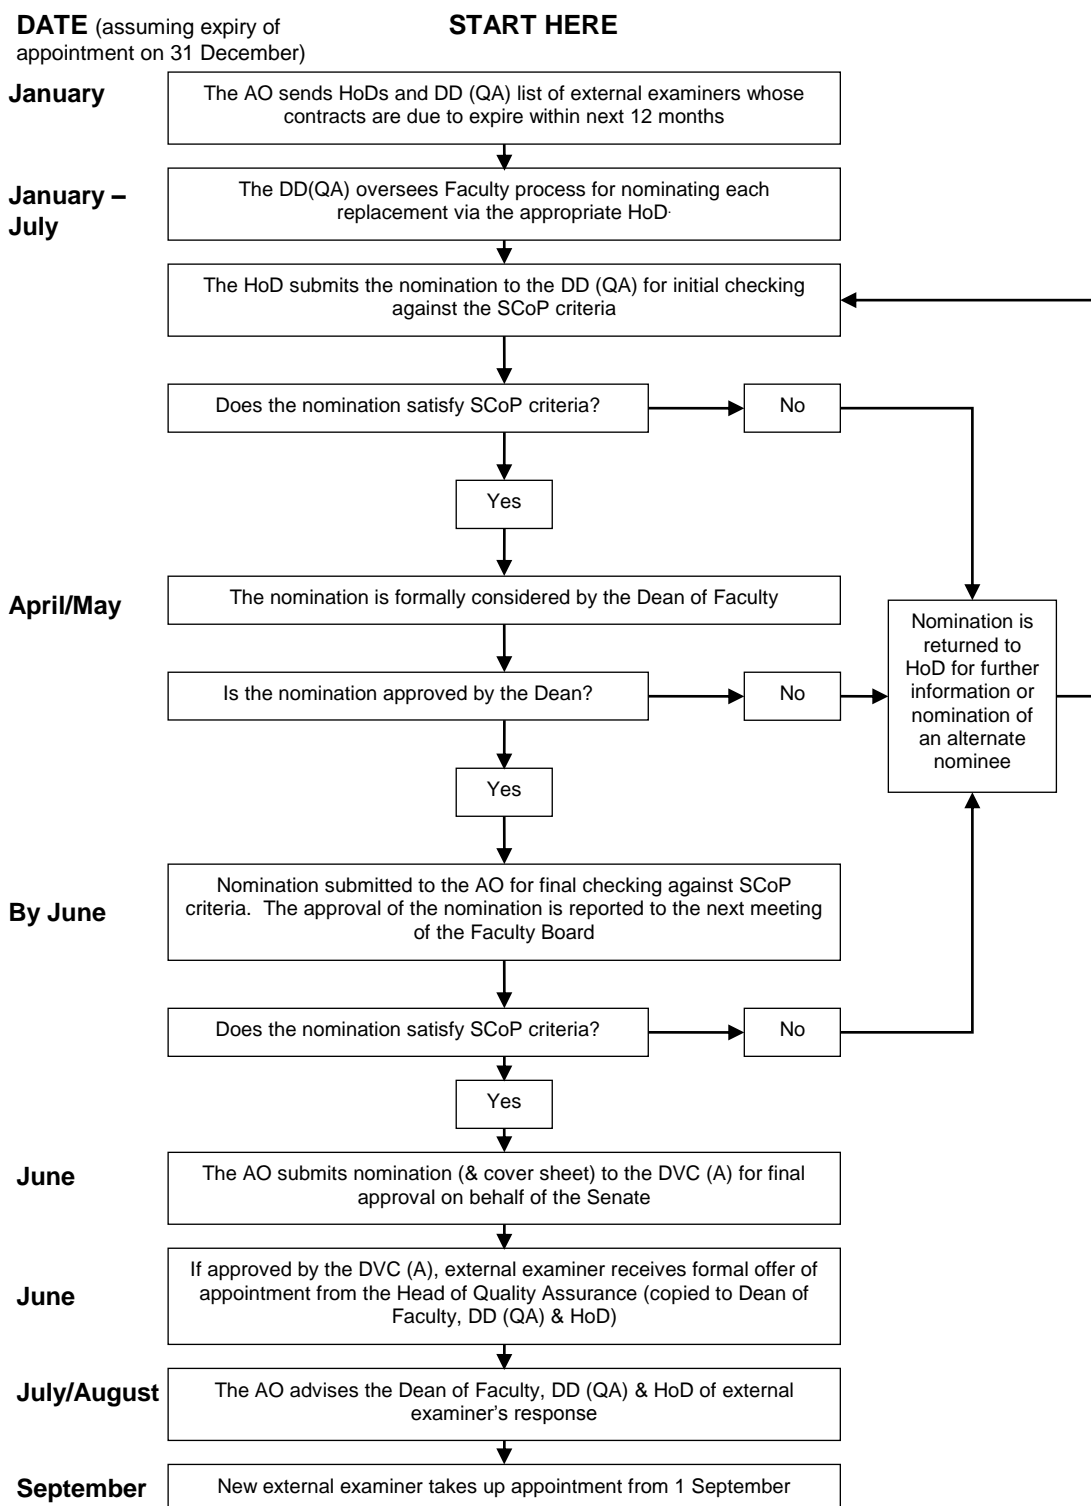 DATE (assuming expiry of
appointment on 31 December)
START HERE
January
The AO sends HoDs and DD (QA) list of external examiners whose
contracts are due to expire within next 12 months
January –
July
The DD(QA) oversees Faculty process for nominating each
replacement via the appropriate HoD.
The HoD submits the nomination to the DD (QA) for initial checking
against the SCoP criteria
Does the nomination satisfy SCoP criteria?
No
Yes
April/May
The nomination is formally considered by the Dean of Faculty
Nomination is
returned to
HoD for further
information or
nomination of
an alternate
nominee
Is the nomination approved by the Dean?
No
Yes
By June
Nomination submitted to the AO for final checking against SCoP
criteria.  The approval of the nomination is reported to the next meeting
of the Faculty Board
Does the nomination satisfy SCoP criteria?
No
Yes
June
The AO submits nomination (& cover sheet) to the DVC (A) for final
approval on behalf of the Senate
June
If approved by the DVC (A), external examiner receives formal offer of
appointment from the Head of Quality Assurance (copied to Dean of
Faculty, DD (QA) & HoD)
July/August
The AO advises the Dean of Faculty, DD (QA) & HoD of external
examiner's response
September
New external examiner takes up appointment from 1 September